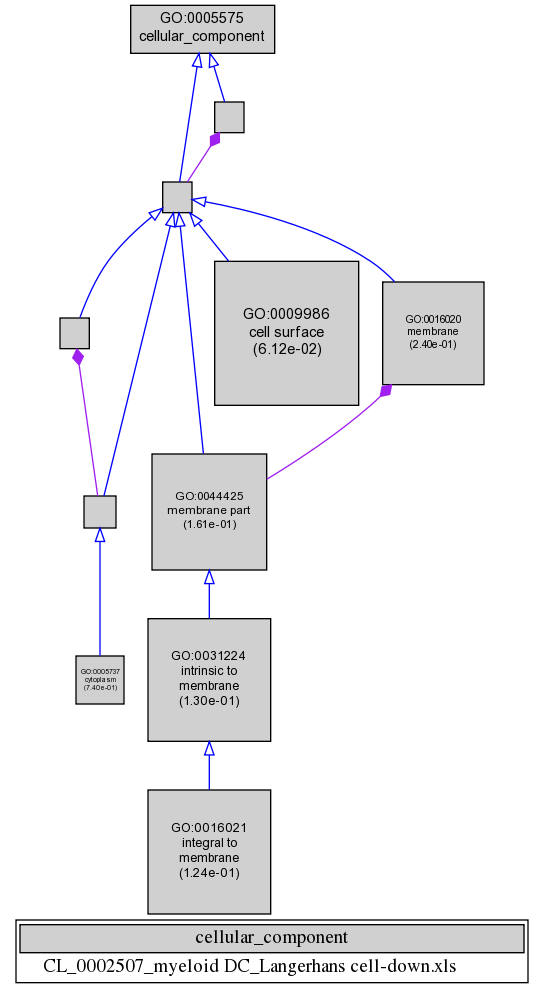 GO:0005575
cellular_component
GO:0009986
cell surface
(6.12e-02)
GO:0016020
membrane
(2.40e-01)
GO:0044425
membrane part
(1.61e-01)
GO:0031224
intrinsic to
membrane
(1.30e-01)
GO:0005737
cytoplasm
(7.40e-01)
GO:0016021
integral to
membrane
(1.24e-01)
cellular_component
CL_0002507_myeloid DC_Langerhans cell-down.xls